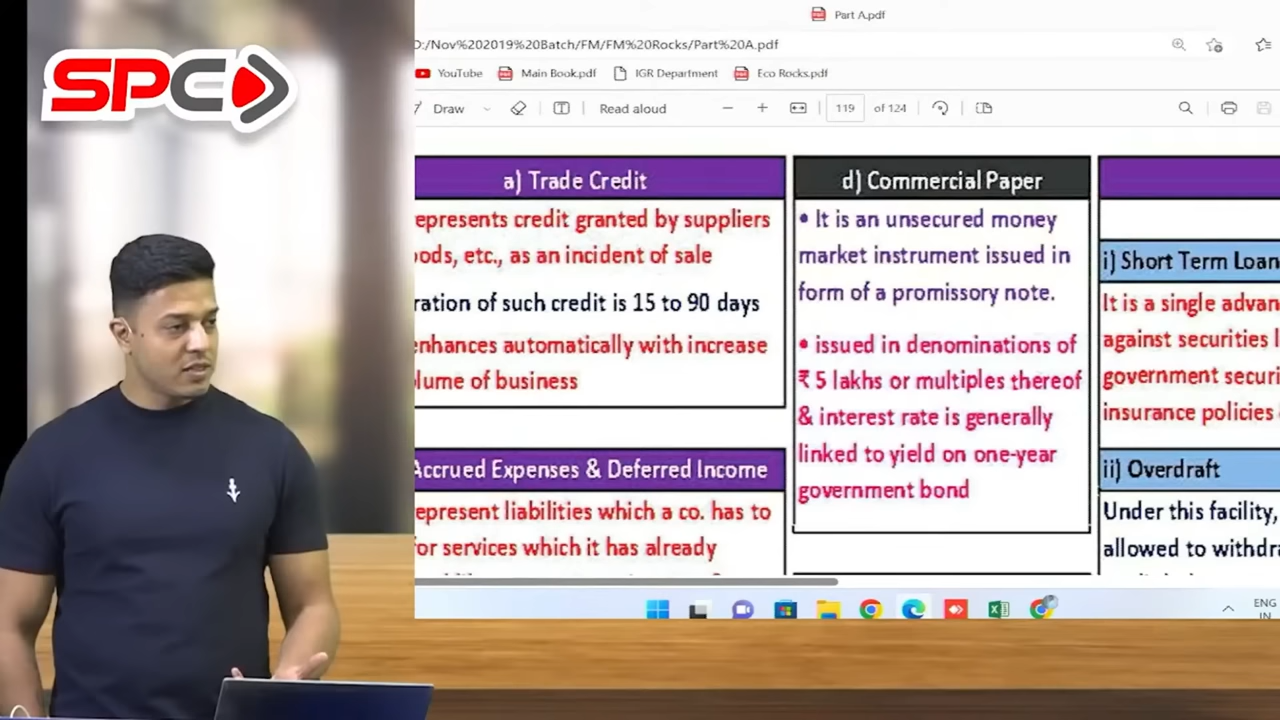 SPC
Part A.pdf
D:/Nov%202019%20Batch/FM/FM%20Rocks/Part%20A.pdf
YouTube
Main Book.pdf
IGR Department
Eco Rocks.pdf
Draw
Read aloud
119
of 124
a) Trade Credit
epresents credit granted by suppliers
oods, etc., as an incident of sale
ration of such credit is 15 to 90 days
enhances automatically with increase
lume of business
Accrued Expenses & Deferred Income
epresent liabilities which a co. has to
for services which it has already
d) Commercial Paper
• It is an unsecured money
market instrument issued in
form of a promissory note.
• issued in denominations of
₹ 5 lakhs or multiples thereof
& interest rate is generally
linked to yield on one-year
government bond
i) Short Term Loan
It is a single advan
against securities l
government securi
insurance policies
ii) Overdraft
Under this facility,
allowed to withdra
ENG
IN